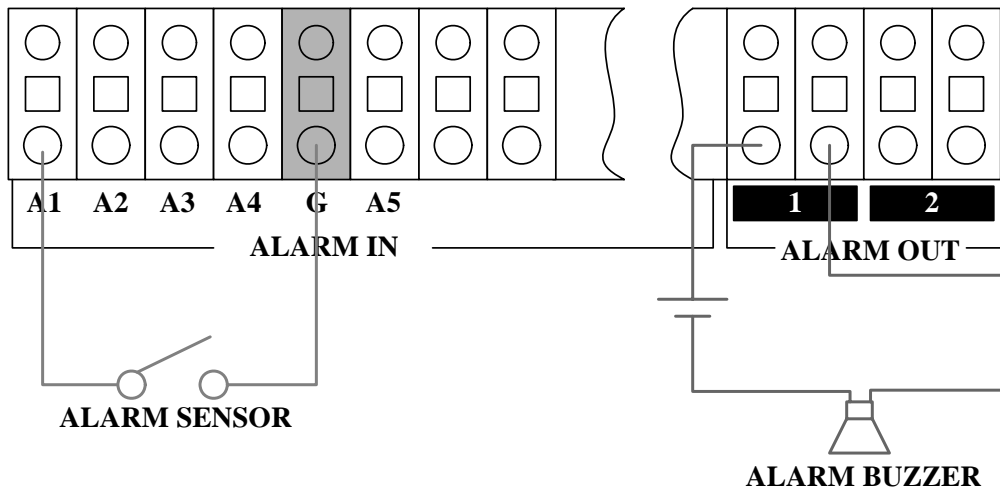 A1 A2 A3 A4 G A5 1 2
ALARM IN ALARM OUT
ALARM SENSOR
ALARM BUZZER